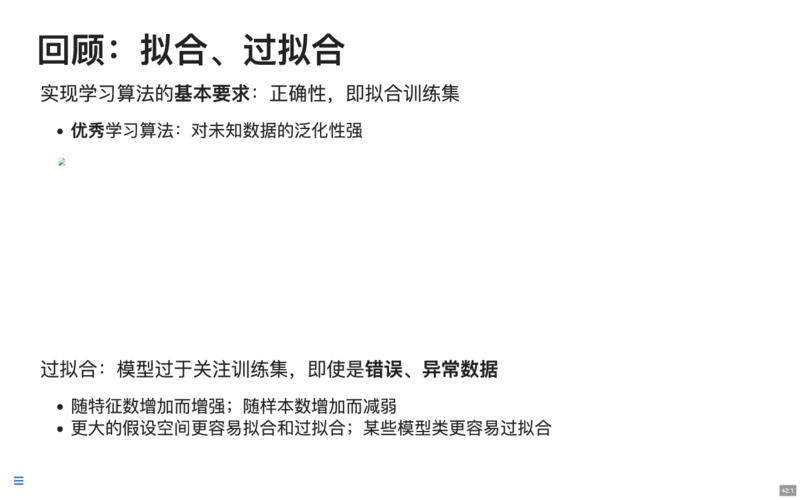 回顾：拟合、过拟合
实现学习算法的基本要求：正确性，即拟合训练集
优秀学习算法：对未知数据的泛化性强
过拟合：模型过于关注训练集，即使是错误、异常数据
随特征数增加而增强；随样本数增加而减弱
更大的假设空间更容易拟合和过拟合；某些模型类更容易过拟合